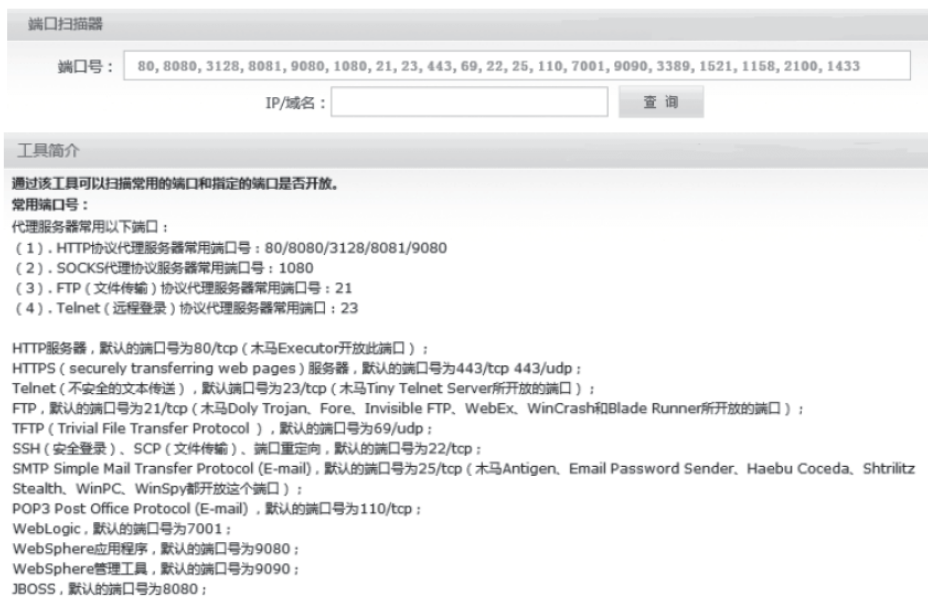 端口扫描器
端口号： 80, 8080, 3128, 8081, 9080, 1080, 21, 23, 443, 69, 22, 25, 110, 7001, 9090, 3389, 1521, 1158, 2100, 1433
IP/域名： 查 询
工具简介
通过该工具可以扫描常用的端口和指定的端口是否开放。
常用端口号：
代理服务器常用以下端口：
（1）. HTTP协议代理服务器常用端口号：80/8080/3128/8081/9080
（2）. SOCKS代理协议服务器常用端口号：1080
（3）. FTP（文件传输）协议代理服务器常用端口号：21
（4）. Telnet（远程登录）协议代理服务器常用端口：23
HTTP服务器，默认的端口号为80/tcp（木马Executor开放此端口）；
HTTPS（securely transferring web pages）服务器，默认的端口号为443/tcp 443/udp；
Telnet（不安全的文本传送），默认端口号为23/tcp（木马Tiny Telnet Server所开放的端口）；
FTP，默认的端口号为21/tcp（木马Doly Trojan、Fore、Invisible FTP、WebEx、WinCrash和Blade Runner所开放的端口）；
TFTP（Trivial File Transfer Protocol ），默认的端口号为69/udp；
SSH（安全登录）、SCP（文件传输）、端口重定向，默认的端口号为22/tcp；
SMTP Simple Mail Transfer Protocol (E-mail)，默认的端口号为25/tcp（木马Antigen、Email Password Sender、Haebu Coceda、Shtrilitz
Stealth、WinPC、WinSpy都开放这个端口）；
POP3 Post Office Protocol (E-mail) ，默认的端口号为110/tcp；
WebLogic，默认的端口号为7001；
WebSphere应用程序，默认的端口号为9080；
WebSphere管理工具，默认的端口号为9090；
JBOSS，默认的端口号为8080；